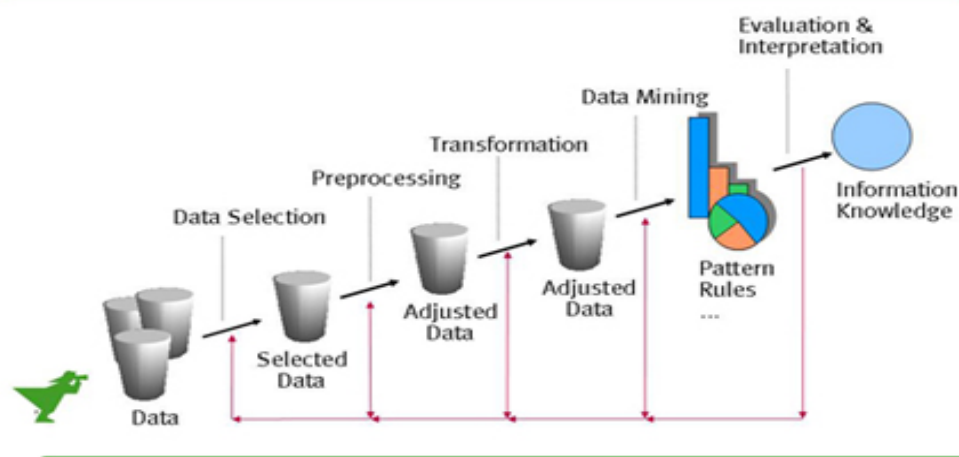 Evaluation &
Interpretation
Data Mining
Transformation
Preprocessing
Data Selection
Information
Knowledge
Pattern
Rules
...
Adjusted
Data
Adjusted
Data
Selected
Data
Data